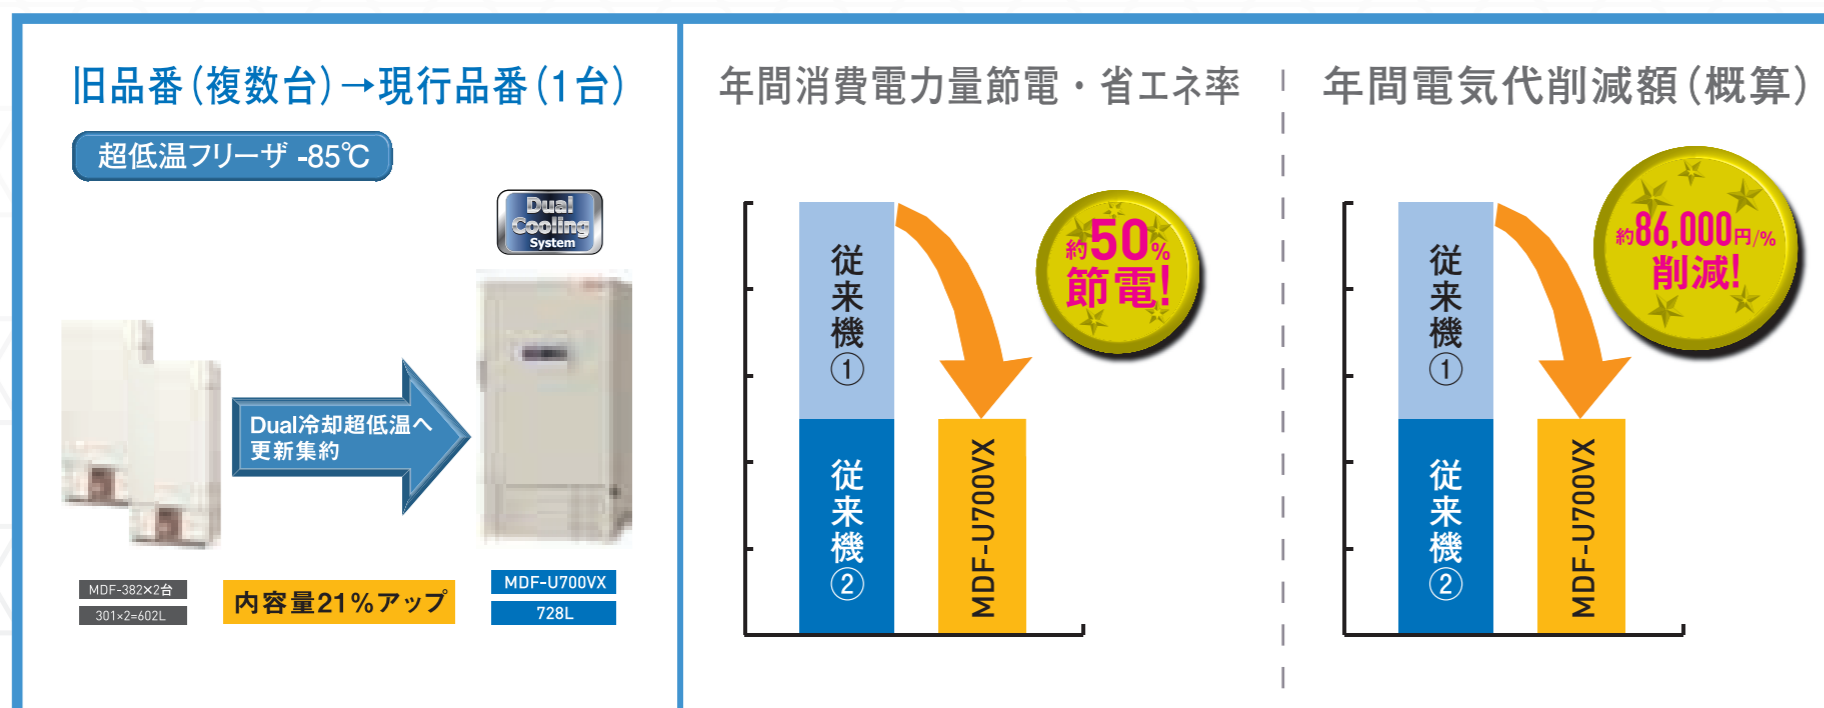 旧品番(複数台)→現行品番(1台)
超低温フリーザ -85℃
Dual
Cooling
System
Dual冷却超低温へ
更新集約
MDF-382×2台
301×2=602L
内容量21%アップ
MDF-U700VX
728L
年間消費電力量節電・省エネ率
従来機①
従来機②
MDF-U700VX
約50%
節電!
年間電気代削減額(概算)
従来機①
従来機②
MDF-U700VX
約86,000円/%
削減!